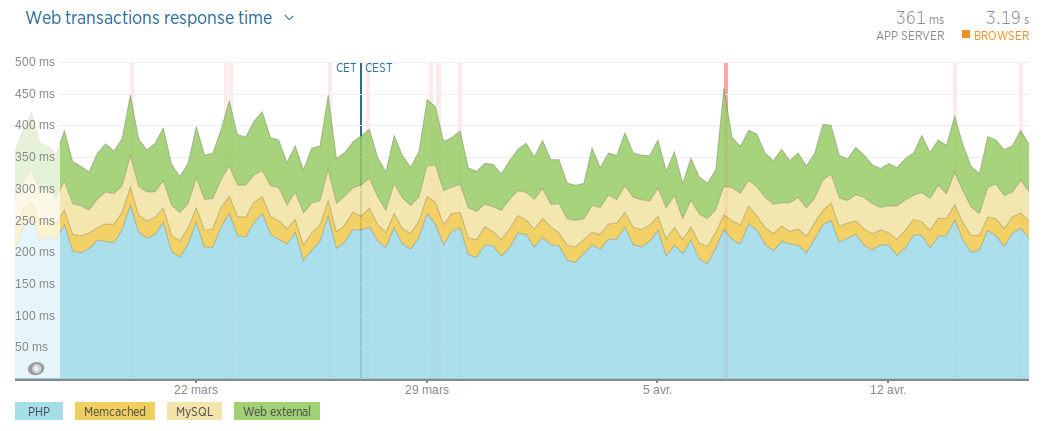 Web transactions response time
361 ms
APP SERVER
3.19 s
BROWSER
500 ms
450 ms
400 ms
350 ms
300 ms
250 ms
200 ms
150 ms
100 ms
50 ms
CET
CEST
22 mars
29 mars
5 avr.
12 avr.
PHP
Memcached
MySQL
Web external